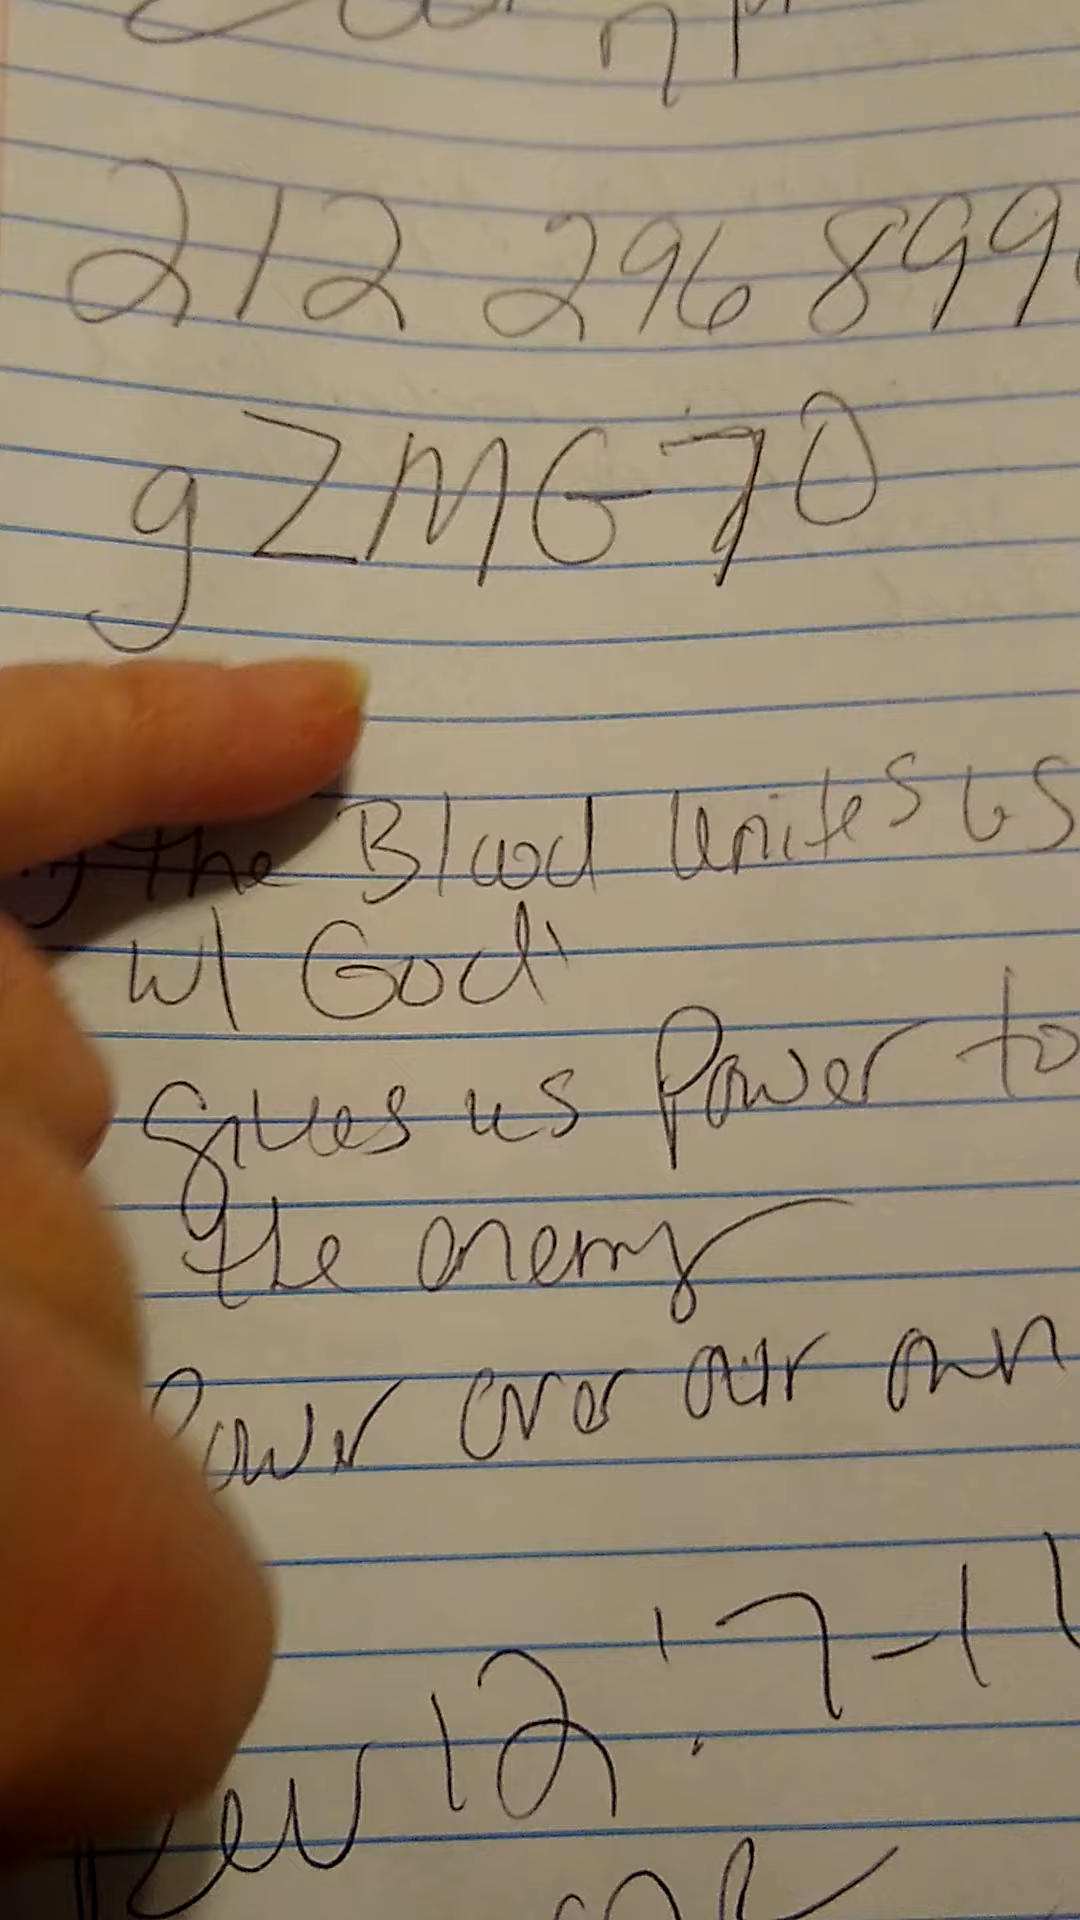 212 296 899
gZMG70
the Blood Unites us
w/ God
gives us Power to
the enemy
Power over our own
Rev 12:7-11